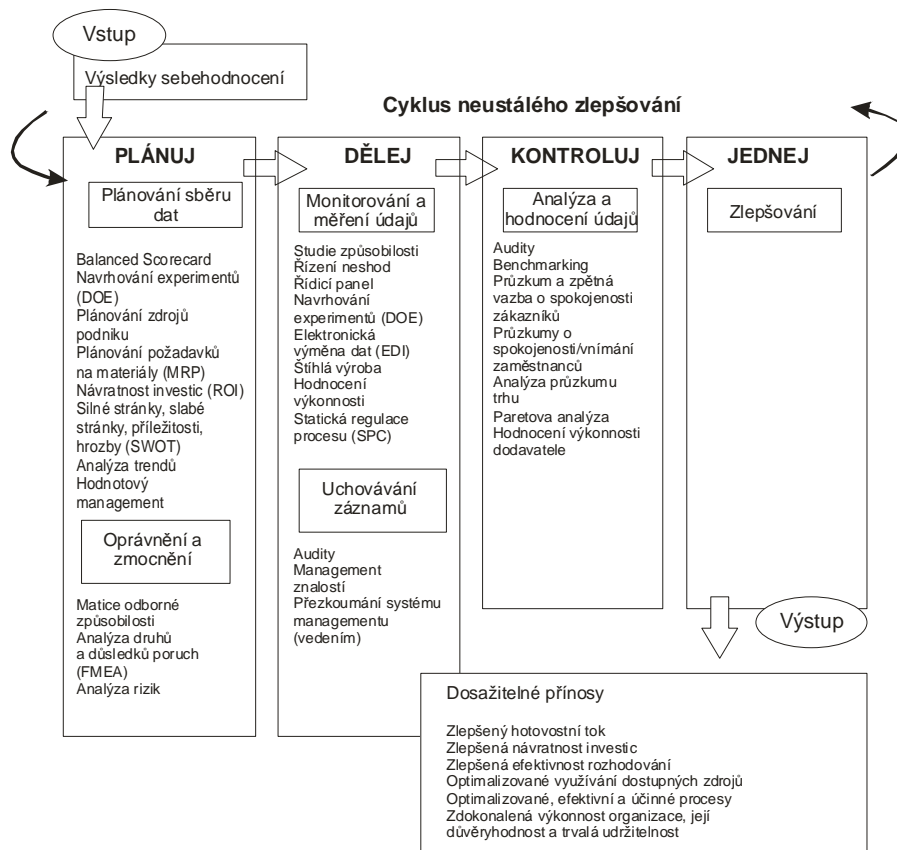 Vstup
Výsledky sebehodnocení
Cyklus neustálého zlepšování
PLÁNUJ
Plánování sběru
dat
Balanced Scorecard
Navrhování experimentů
(DOE)
Plánování zdrojů
podniku
Plánování požadavků
na materiály (MRP)
Návratnost investic (ROI)
Silné stránky, slabé
stránky, příležitosti,
hrozby (SWOT)
Analýza trendů
Hodnotový
management
Oprávnění a
zmocnění
Matice odborné
způsobilosti
Analýza druhů
a důsledků poruch
(FMEA)
Analýza rizik
DĚLEJ
Monitorování a
měření údajů
Studie způsobilosti
Řízení neshod
Řídicí panel
Navrhování
experimentů (DOE)
Elektronická
výměna dat (EDI)
Štíhlá výroba
Hodnocení
výkonnosti
Statická regulace
procesu (SPC)
Uchovávání
záznamů
Audity
Management
znalostí
Přezkoumání systému
managementu
(vedením)
KONTROLUJ
Analýza a
hodnocení údajů
Audity
Benchmarking
Průzkum a zpětná
vazba o spokojenosti
zákazníků
Průzkumy o
spokojenosti/vnímání
zaměstnanců
Analýza průzkumu
trhu
Paretova analýza
Hodnocení výkonnosti
dodavatele
JEDNEJ
Zlepšování
Výstup
Dosažitelné přínosy
Zlepšený hotovostní tok
Zlepšená návratnost investic
Zlepšená efektivnost rozhodování
Optimalizované využívání dostupných zdrojů
Optimalizované, efektivní a účinné procesy
Zdokonalená výkonnost organizace, její
důvěryhodnost a trvalá udržitelnost